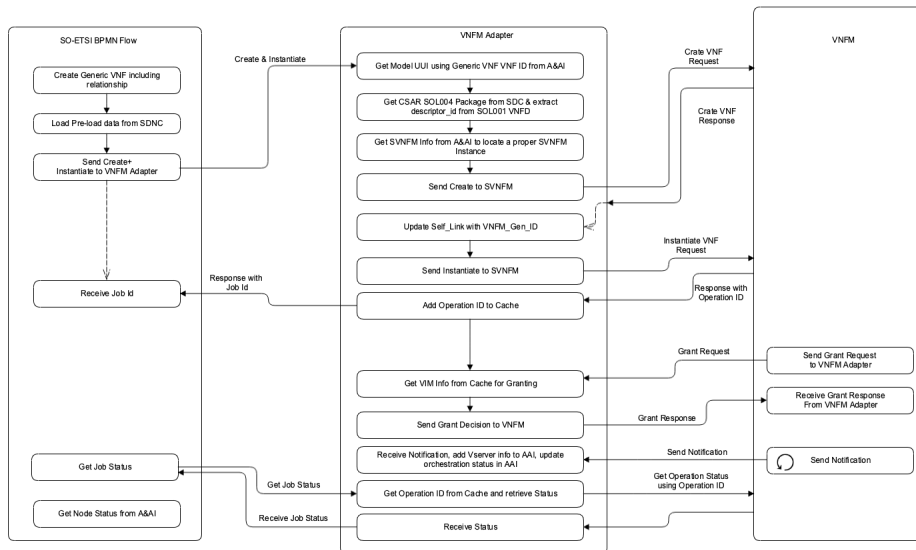 SO-ETSI BPMN Flow
Create Generic VNF including
relationship
Load Pre-load data from SDNC
Send Create+
Instantiate to VNFM Adapter
Receive Job Id
Get Job Status
Get Node Status from A&AI
Create & Instantiate
Response with
Job Id
Get Job Status
Receive Job Status
VNFM Adapter
Get Model UUI using Generic VNF VNF ID from A&AI
Get CSAR SOL004 Package from SDC & extract
descriptor_id from SOL001 VNFD
Get SVNFM Info from A&AI to locate a proper SVNFM
Instance
Send Create to SVNFM
Update Self_Link with VNFM_Gen_ID
Send Instantiate to SVNFM
Add Operation ID to Cache
Get VIM Info from Cache for Granting
Send Grant Decision to VNFM
Receive Notification, add Vserver info to AAI, update
orchestration status in AAI
Get Operation ID from Cache and retrieve Status
Receive Status
Crate VNF
Request
Crate VNF
Response
Instantiate VNF
Request
Response with
Operation ID
Grant Request
Grant Response
Send Notification
Get Operation Status
using Operation ID
VNFM
Send Grant Request
to VNFM Adapter
Receive Grant Response
From VNFM Adapter
Send Notification